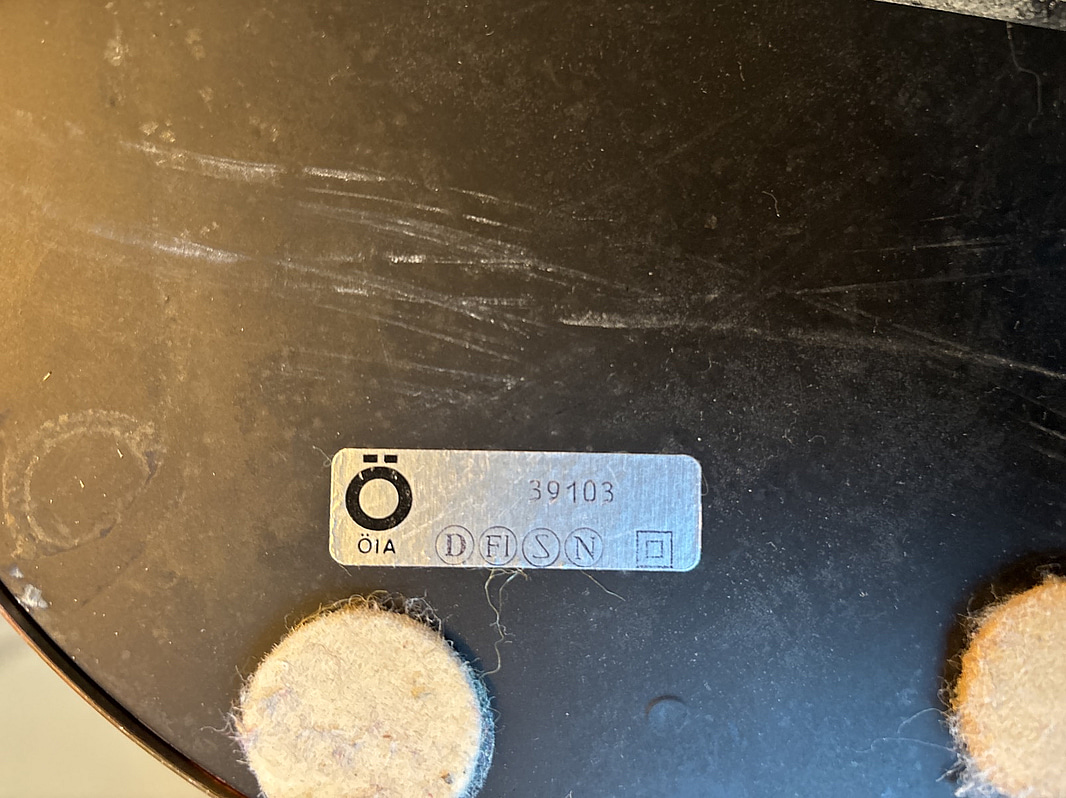 Ö
39103
ÖIA
D FI S N